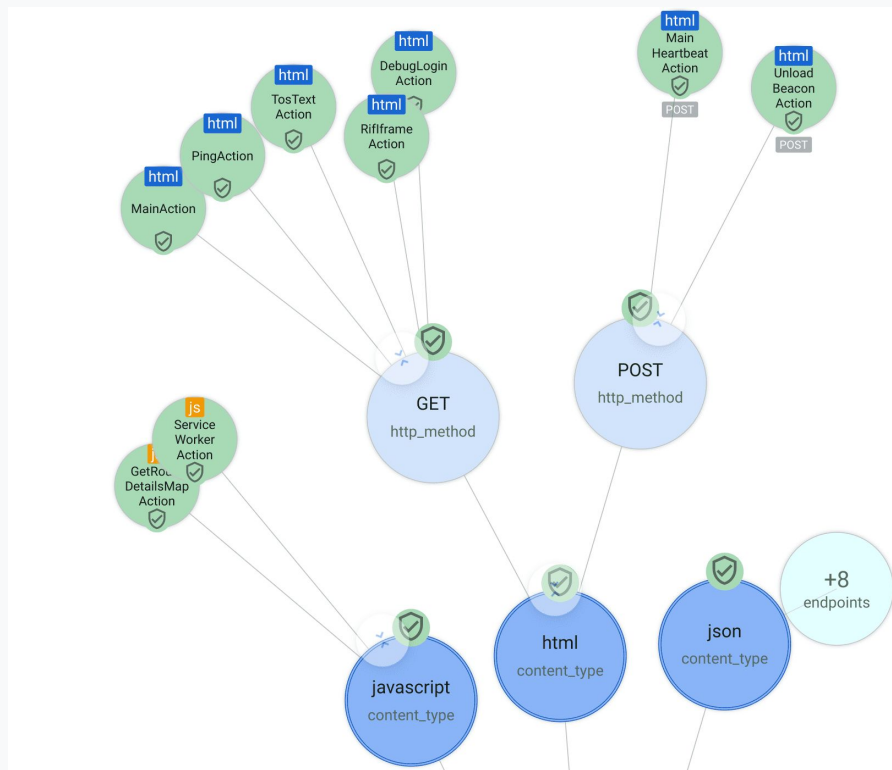 html
MainAction
html
PingAction
html
TosText
Action
html
DebugLogin
Action
html
RifIframe
Action
html
Main
Heartbeat
Action
POST
html
Unload
Beacon
Action
POST
GET
http_method
POST
http_method
js
Service
Worker
Action
DetailsMap
Action
javascript
content_type
html
content_type
json
content_type
+8
endpoints